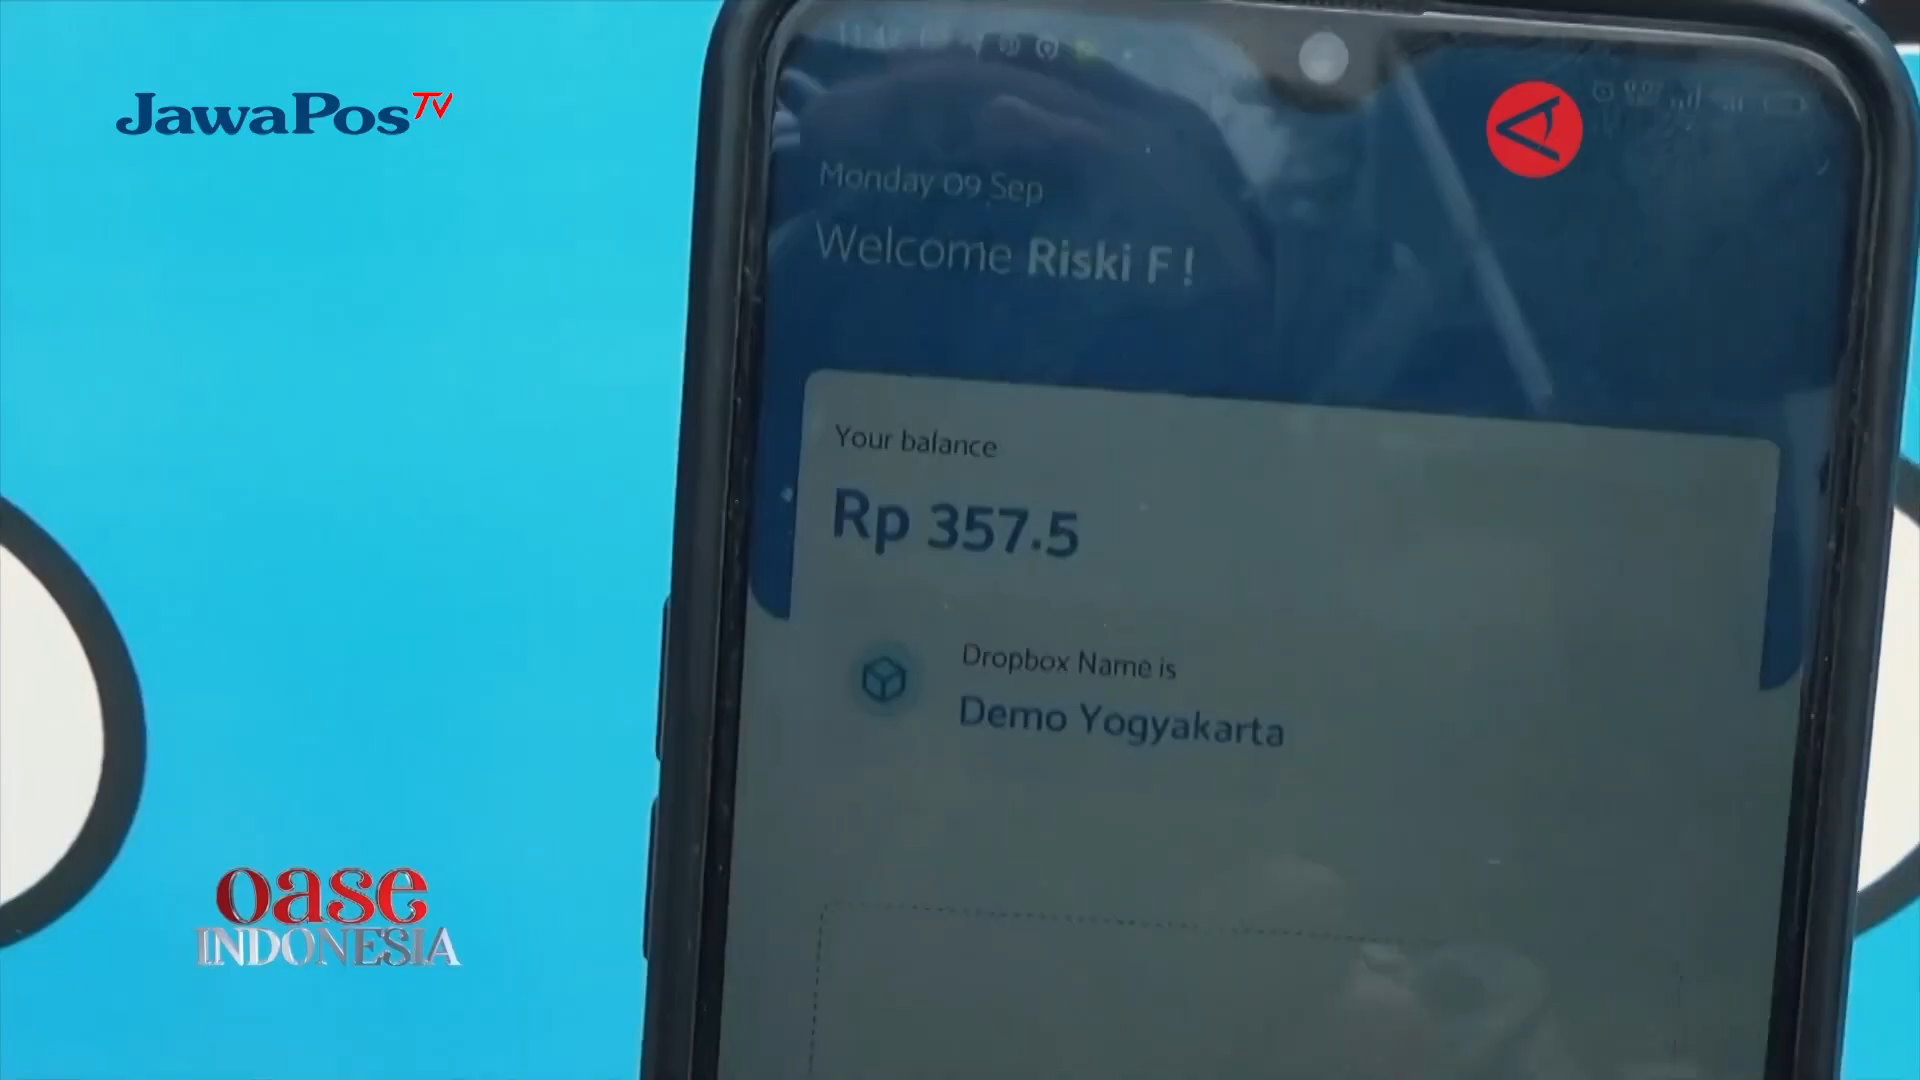 JawaPos TV
Monday 09 Sep
Welcome Riski F !
Your balance
Rp 357.5
Dropbox Name is
Demo Yogyakarta
oase
INDONESIA